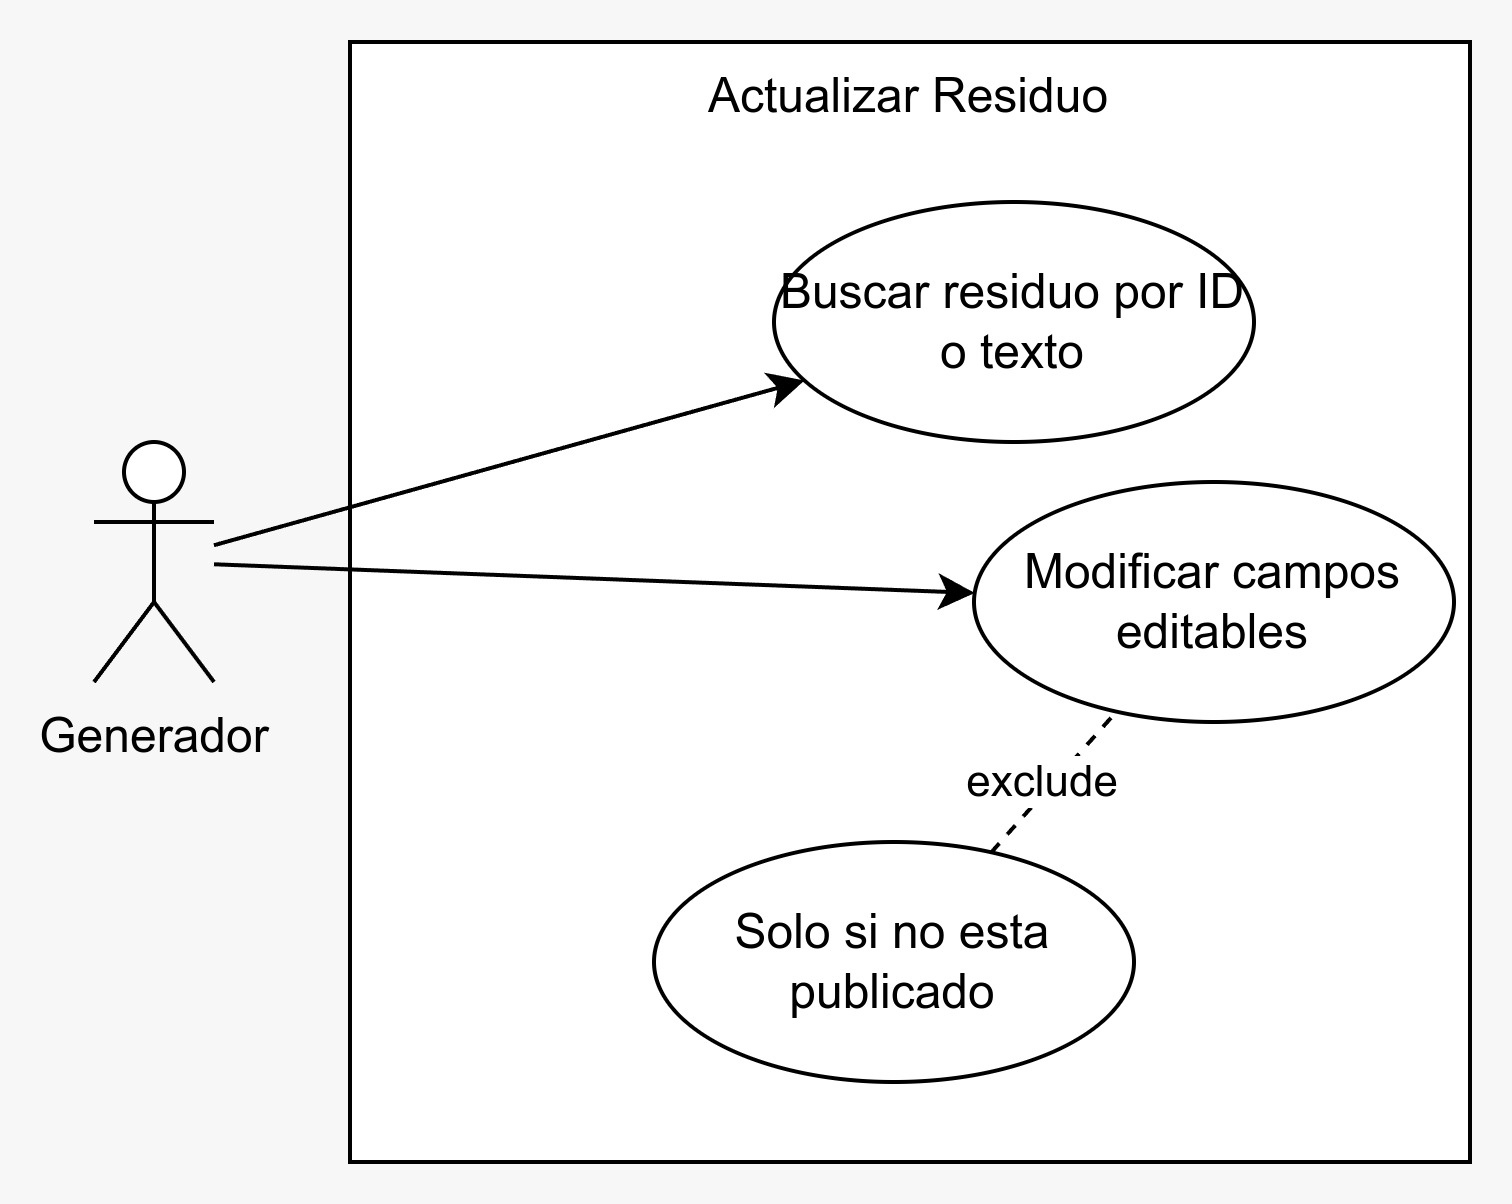 Actualizar Residuo
Buscar residuo por ID
o texto
Modificar campos
editables
Generador
exclude
Solo si no esta
publicado